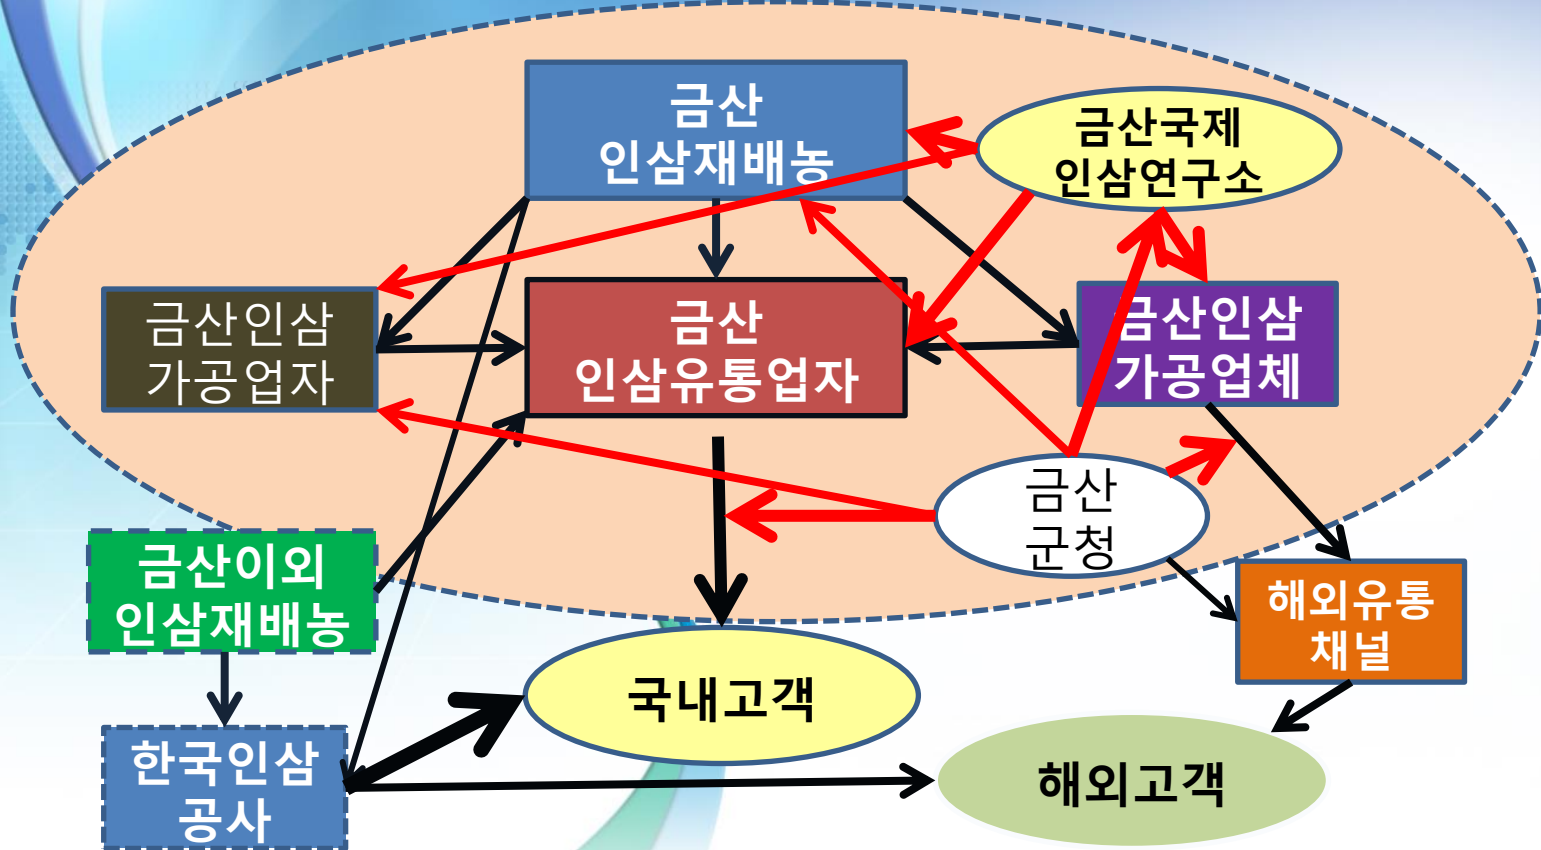 금산
인삼재배농
금산국제
인삼연구소
금산인삼
가공업자
금산
인삼유통업자
금산인삼
가공업체
금산
군청
금산이외
인삼재배농
해외유통
채널
국내고객
한국인삼
공사
해외고객